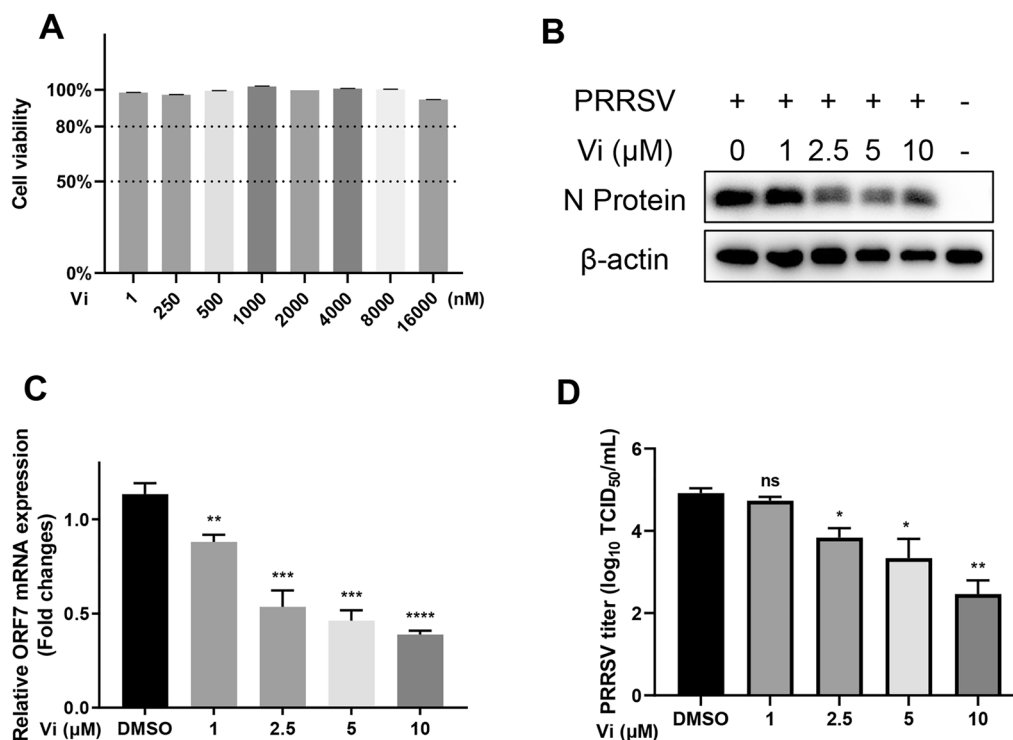 A
Cell viability
100%
80%
50%
0%
Vi 1 250 500 1000 2000 4000 8000 16000 (nM)
B
PRRSV + + + + + -
Vi (μM) 0 1 2.5 5 10 -
N Protein
β-actin
C
Relative ORF7 mRNA expression
(Fold changes)
1.0
0.5
0.0
**
***
***
****
Vi (μM) DMSO 1 2.5 5 10
D
PRRSV titer (log10 TCID50/mL)
6
4
2
0
ns
*
*
**
Vi (μM) DMSO 1 2.5 5 10